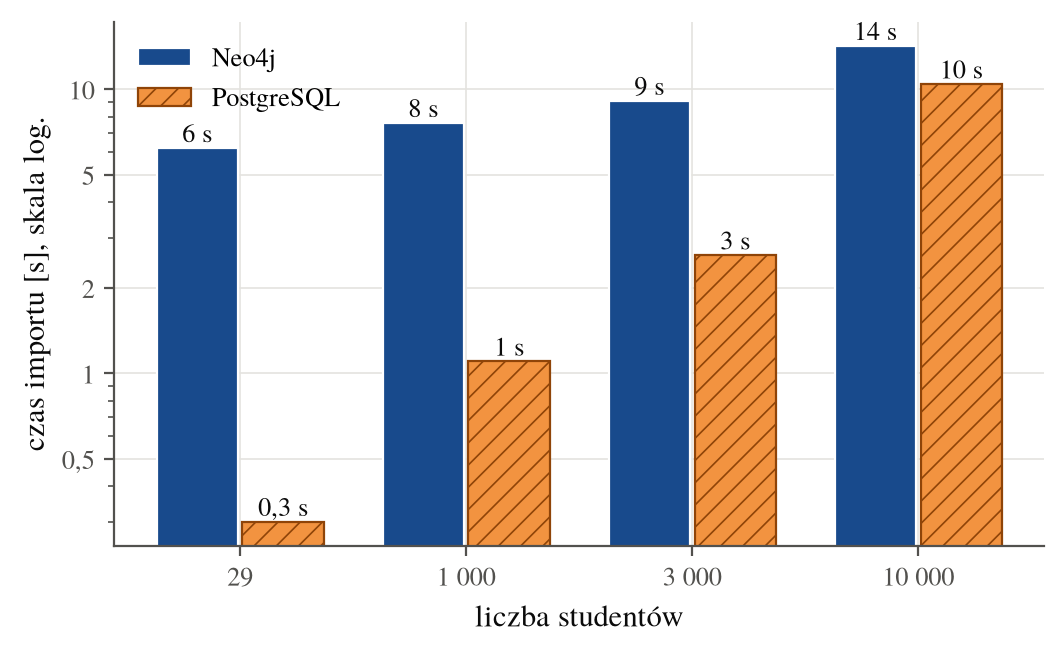 14 s
Neo4j
10 s
9 s
10
PostgreSQL
8 s
6 s
5
3 s
2
1 s
1
0,5
0,3 s
czas importu [s], skala log.
29
1 000
3 000
10 000
liczba studentów